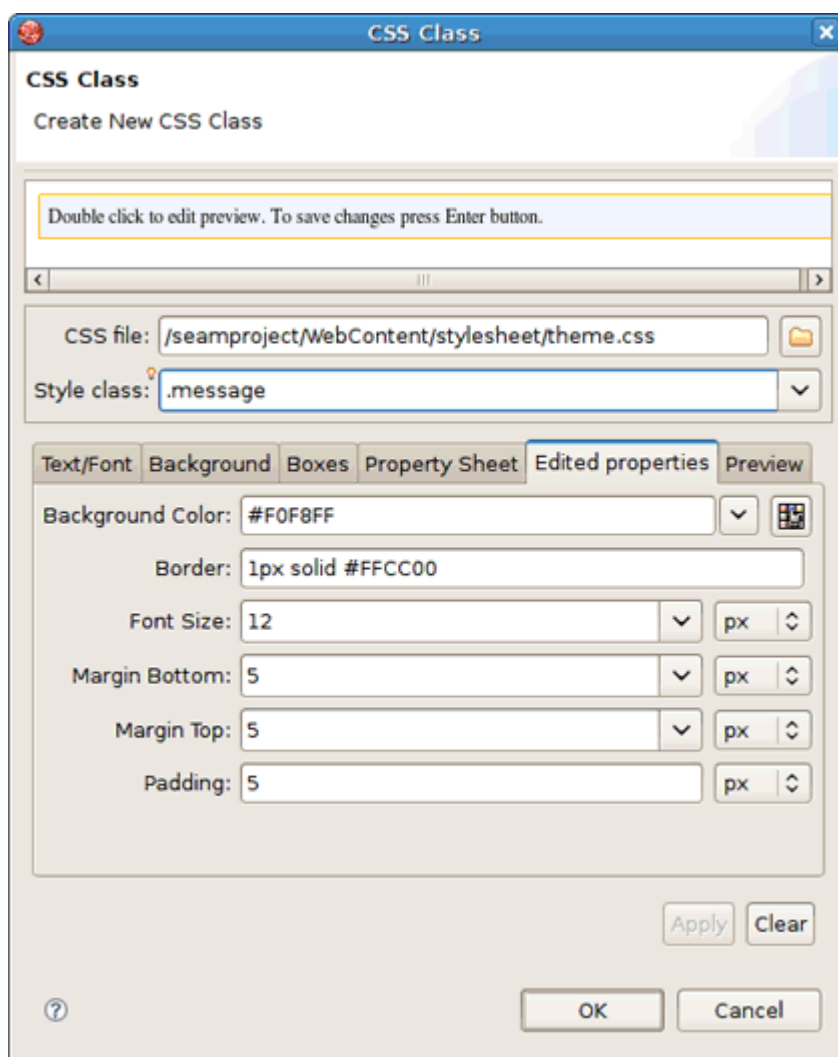 CSS Class
CSS Class
Create New CSS Class
Double click to edit preview. To save changes press Enter button.
CSS file: /seamproject/WebContent/stylesheet/theme.css
Style class: .message
Text/Font Background Boxes Property Sheet Edited properties Preview
Background Color: #F0F8FF
Border: 1px solid #FFCC00
Font Size: 12 px
Margin Bottom: 5 px
Margin Top: 5 px
Padding: 5 px
Apply Clear
OK Cancel